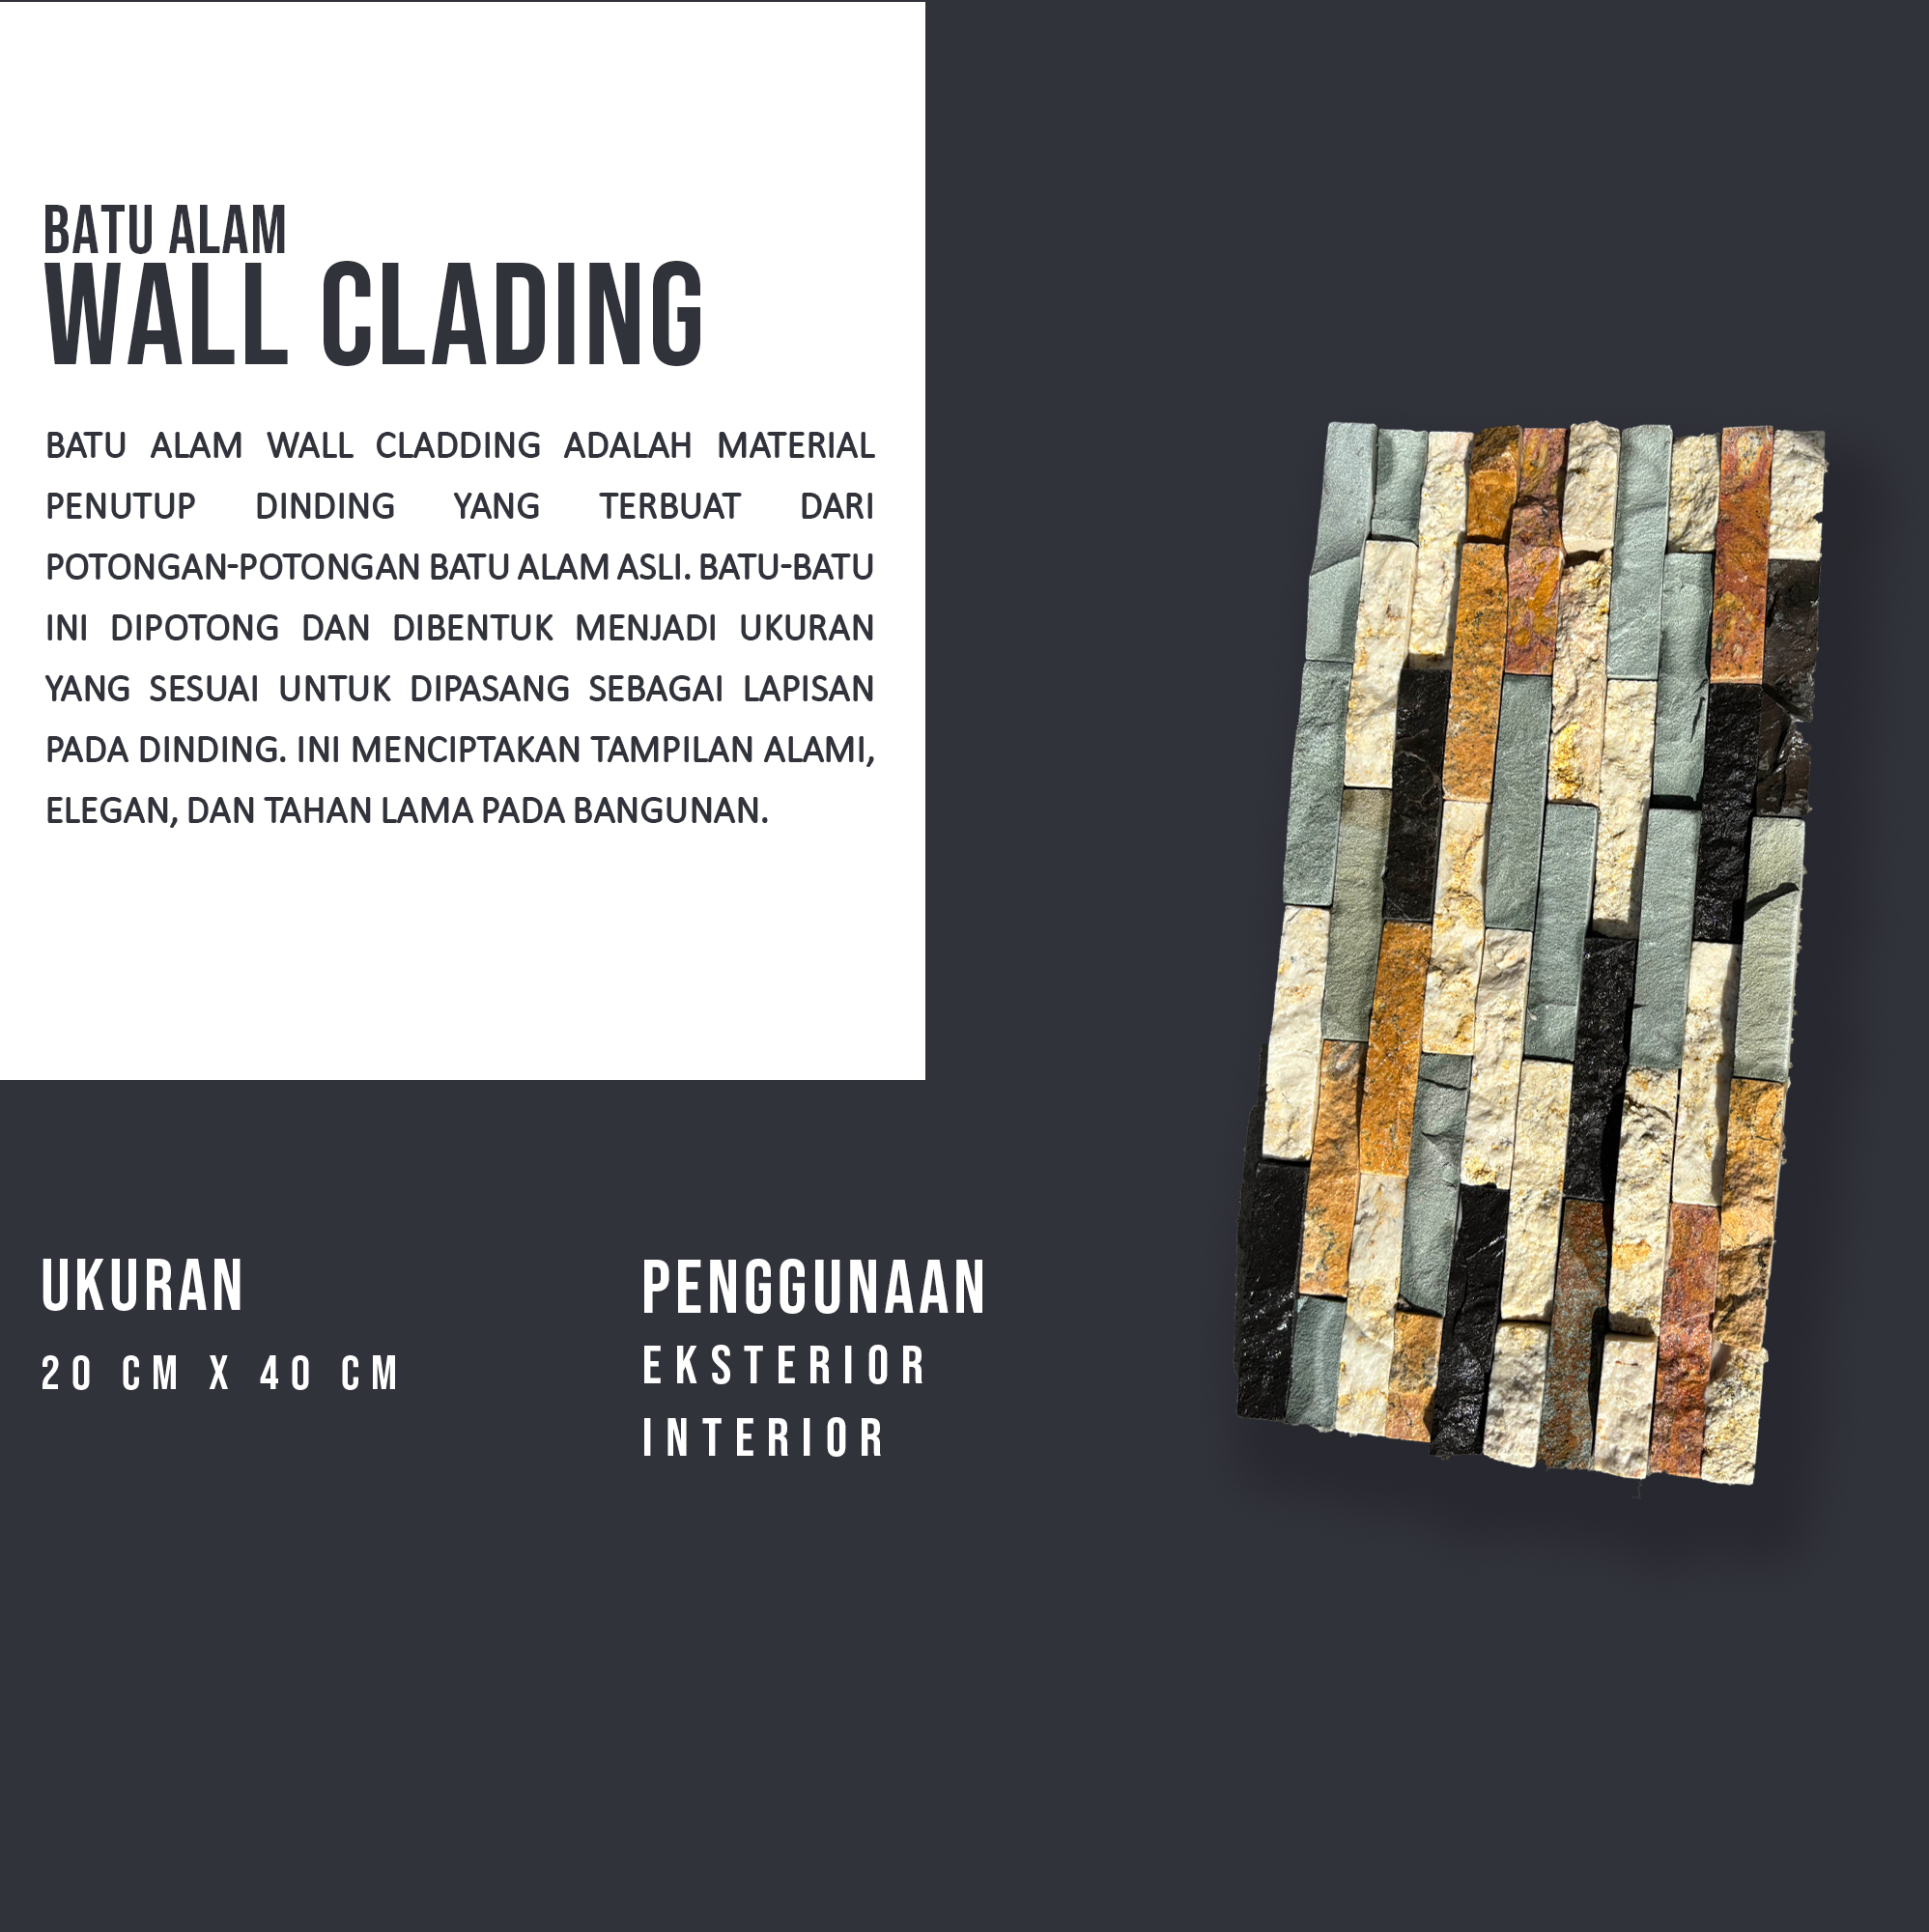 BATU ALAM
WALL CLADING
BATU ALAM WALL CLADDING ADALAH MATERIAL
PENUTUP DINDING YANG TERBUAT DARI
POTONGAN-POTONGAN BATU ALAM ASLI. BATU-BATU
INI DIPOTONG DAN DIBENTUK MENJADI UKURAN
YANG SESUAI UNTUK DIPASANG SEBAGAI LAPISAN
PADA DINDING. INI MENCIPTAKAN TAMPILAN ALAMI,
ELEGAN, DAN TAHAN LAMA PADA BANGUNAN.
UKURAN
20 CM X 40 CM
PENGGUNAAN
EKSTERIOR
INTERIOR